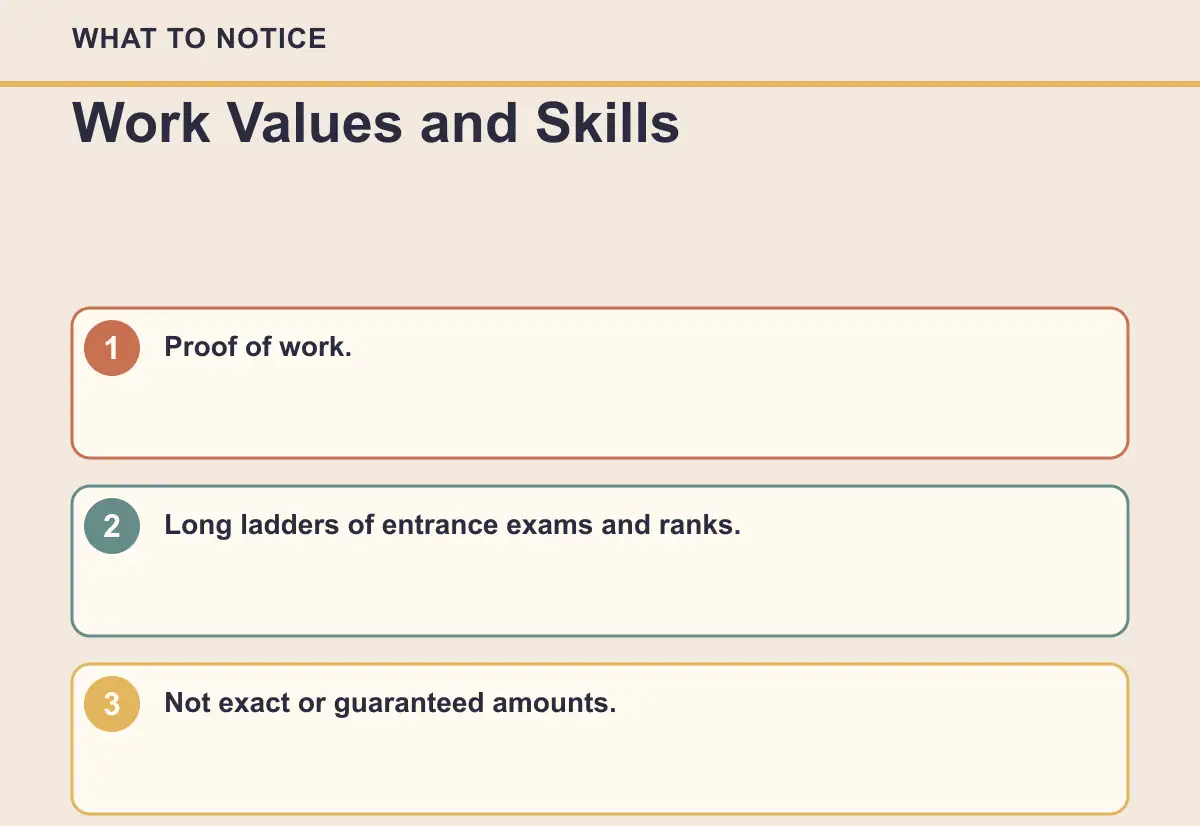 WHAT TO NOTICE
Work Values and Skills
1 Proof of work.
2 Long ladders of entrance exams and ranks.
3 Not exact or guaranteed amounts.